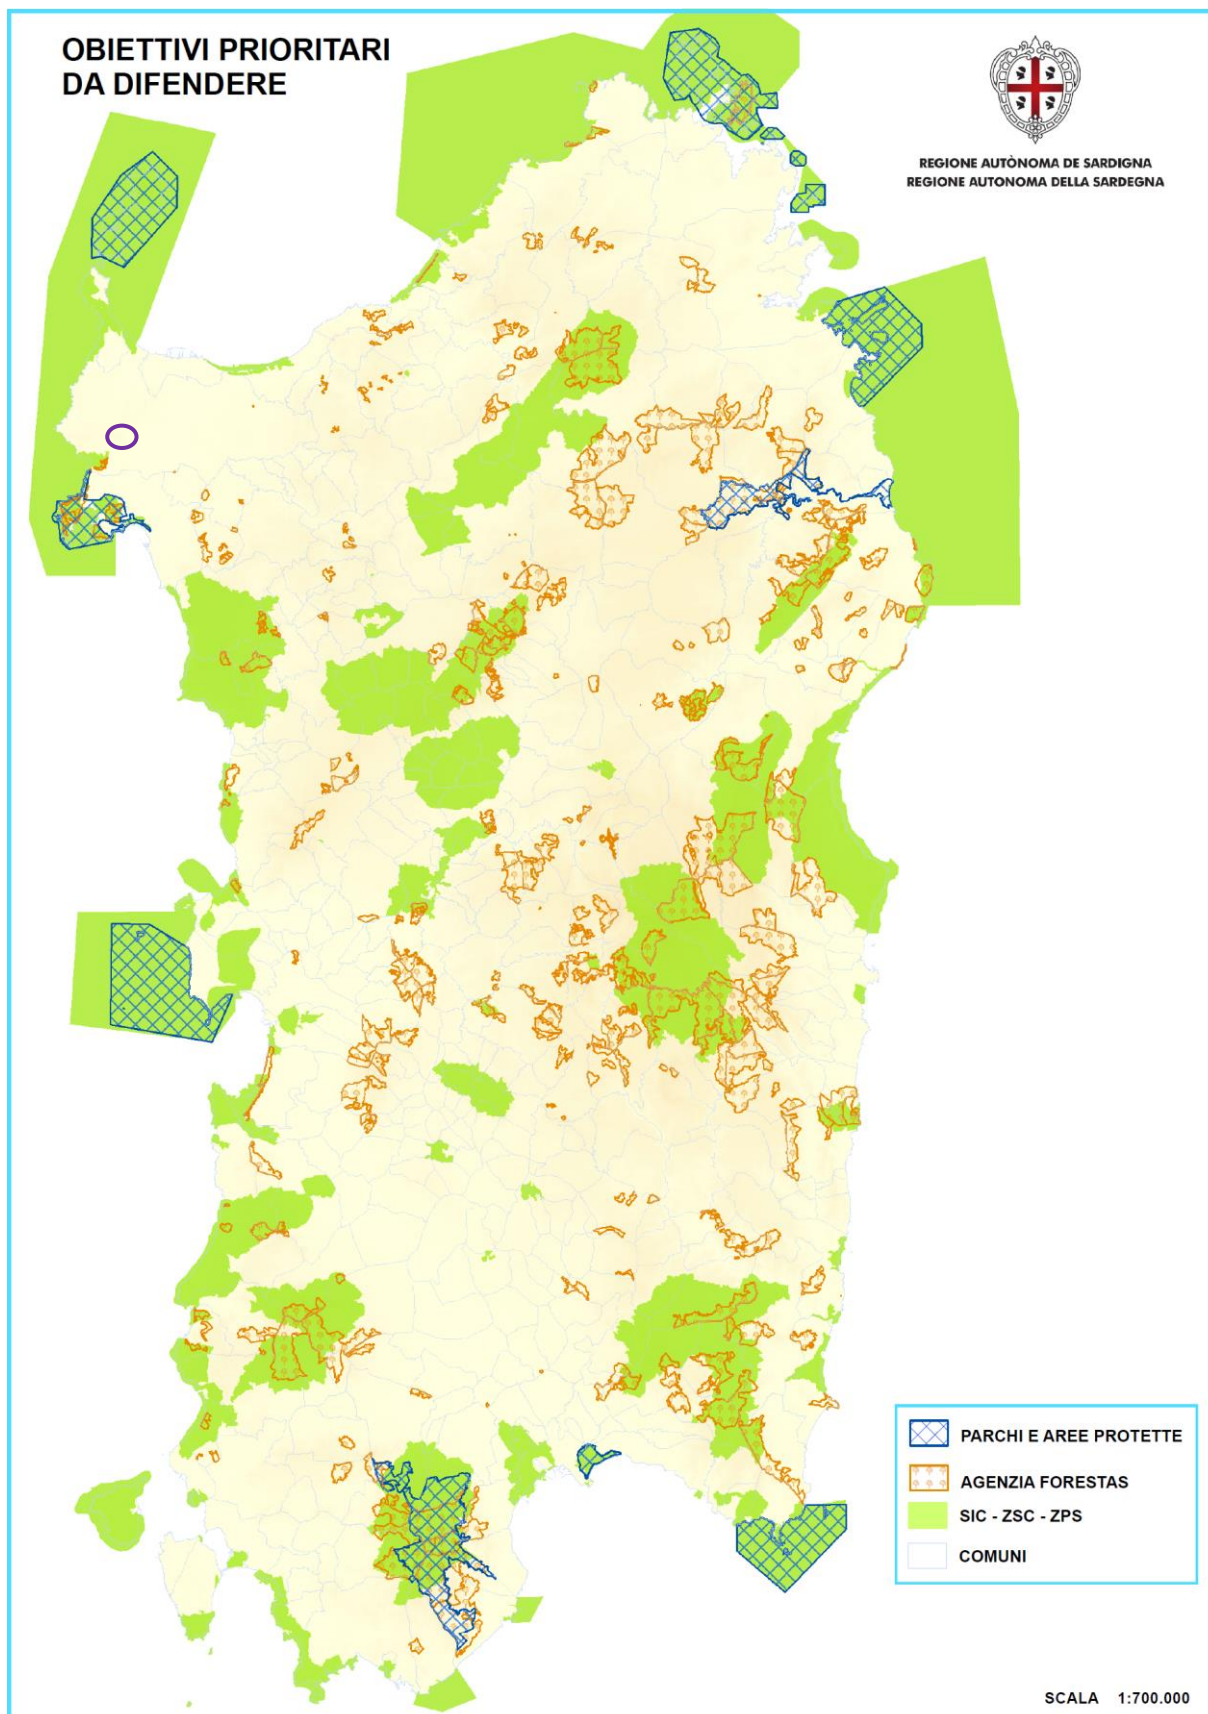 OBIETTIVI PRIORITARI
DA DIFENDERE
REGIONE AUTÒNOMA DE SARDIGNA
REGIONE AUTONOMA DELLA SARDEGNA
PARCHI E AREE PROTETTE
AGENZIA FORESTAS
SIC - ZSC - ZPS
COMUNI
SCALA 1:700.000